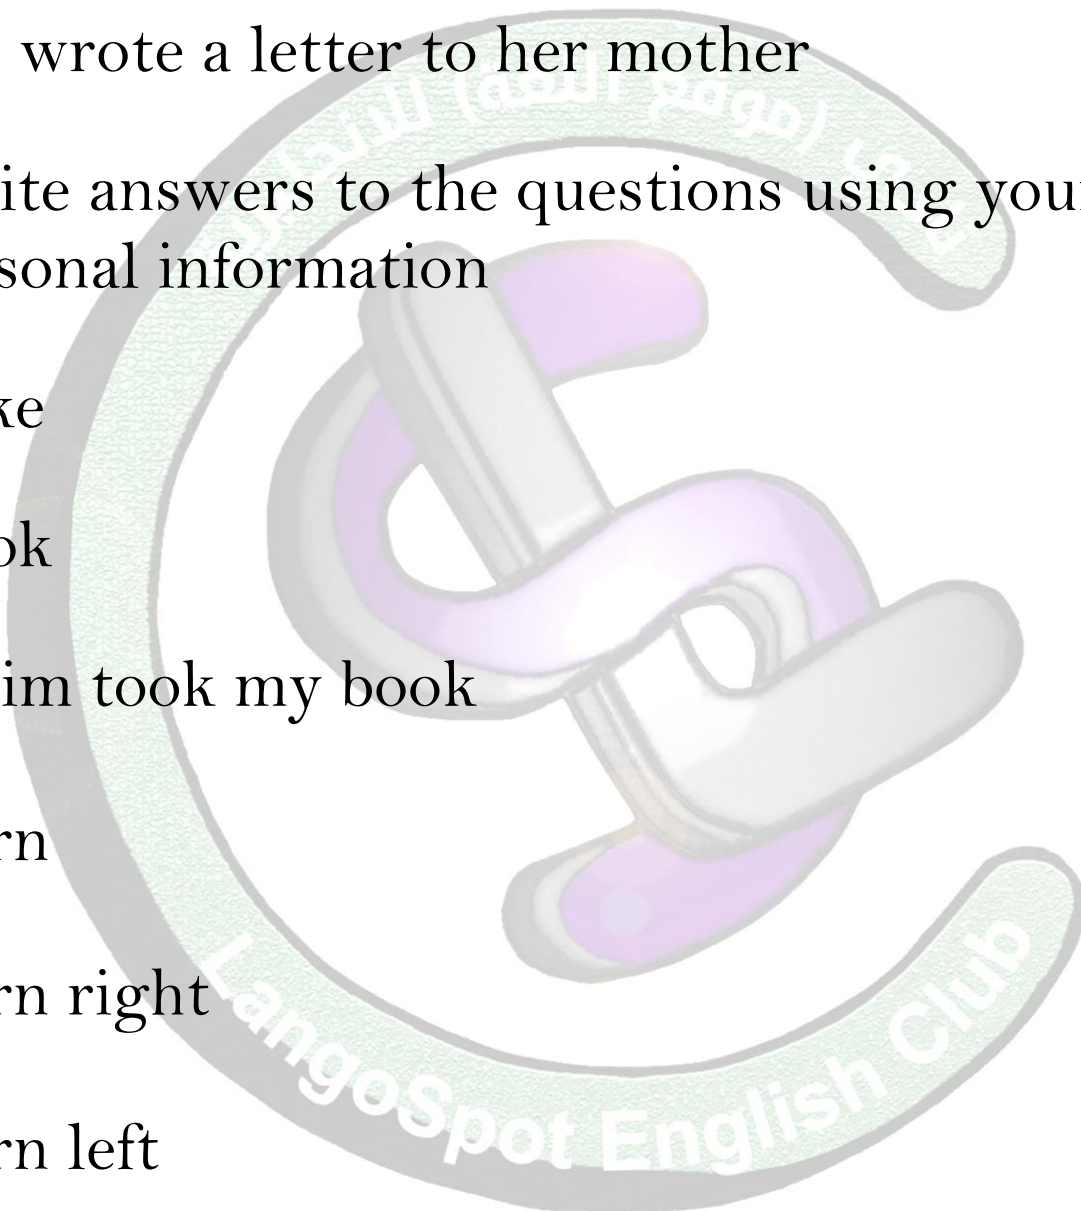 wrote a letter to her mother
ite answers to the questions using your
sonal information
ke
ok
im took my book
rn
rn right
rn left
LangoSpot English Club